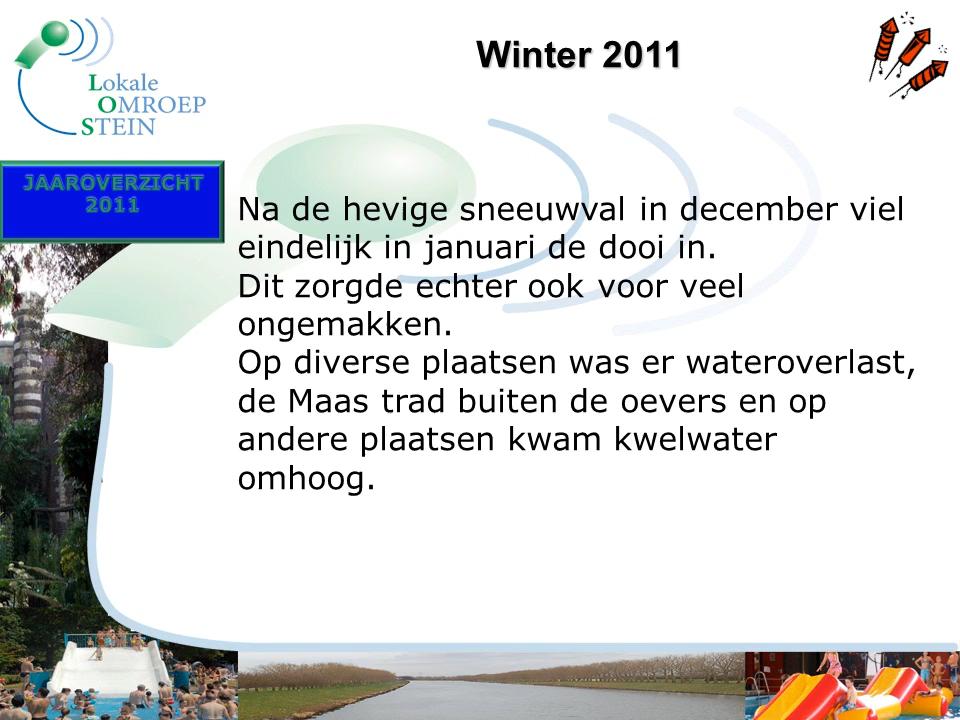 Winter 2011
Lokale
OMROEP
STEIN
JAAROVERZICHT
2011
Na de hevige sneeuwval in december viel
eindelijk in januari de dooi in.
Dit zorgde echter ook voor veel
ongemakken.
Op diverse plaatsen was er wateroverlast,
de Maas trad buiten de oevers en op
andere plaatsen kwam kwelwater
omhoog.